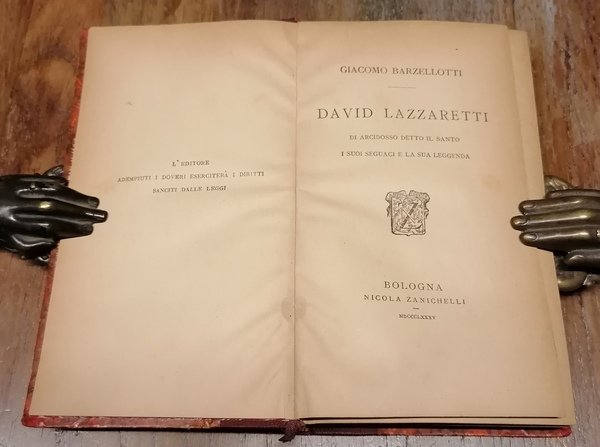 L'EDITORE
ADEMPIUTI I DOVERI ESERCITERÀ I DIRITTI
SANCITI DALLE LEGGI
GIACOMO BARZELLOTTI
DAVID LAZZARETTI
DI ARCIDOSSO DETTO IL SANTO
I SUOI SEGUACI E LA SUA LEGGENDA
BOLOGNA
NICOLA ZANICHELLI
MDCCCLXXXV